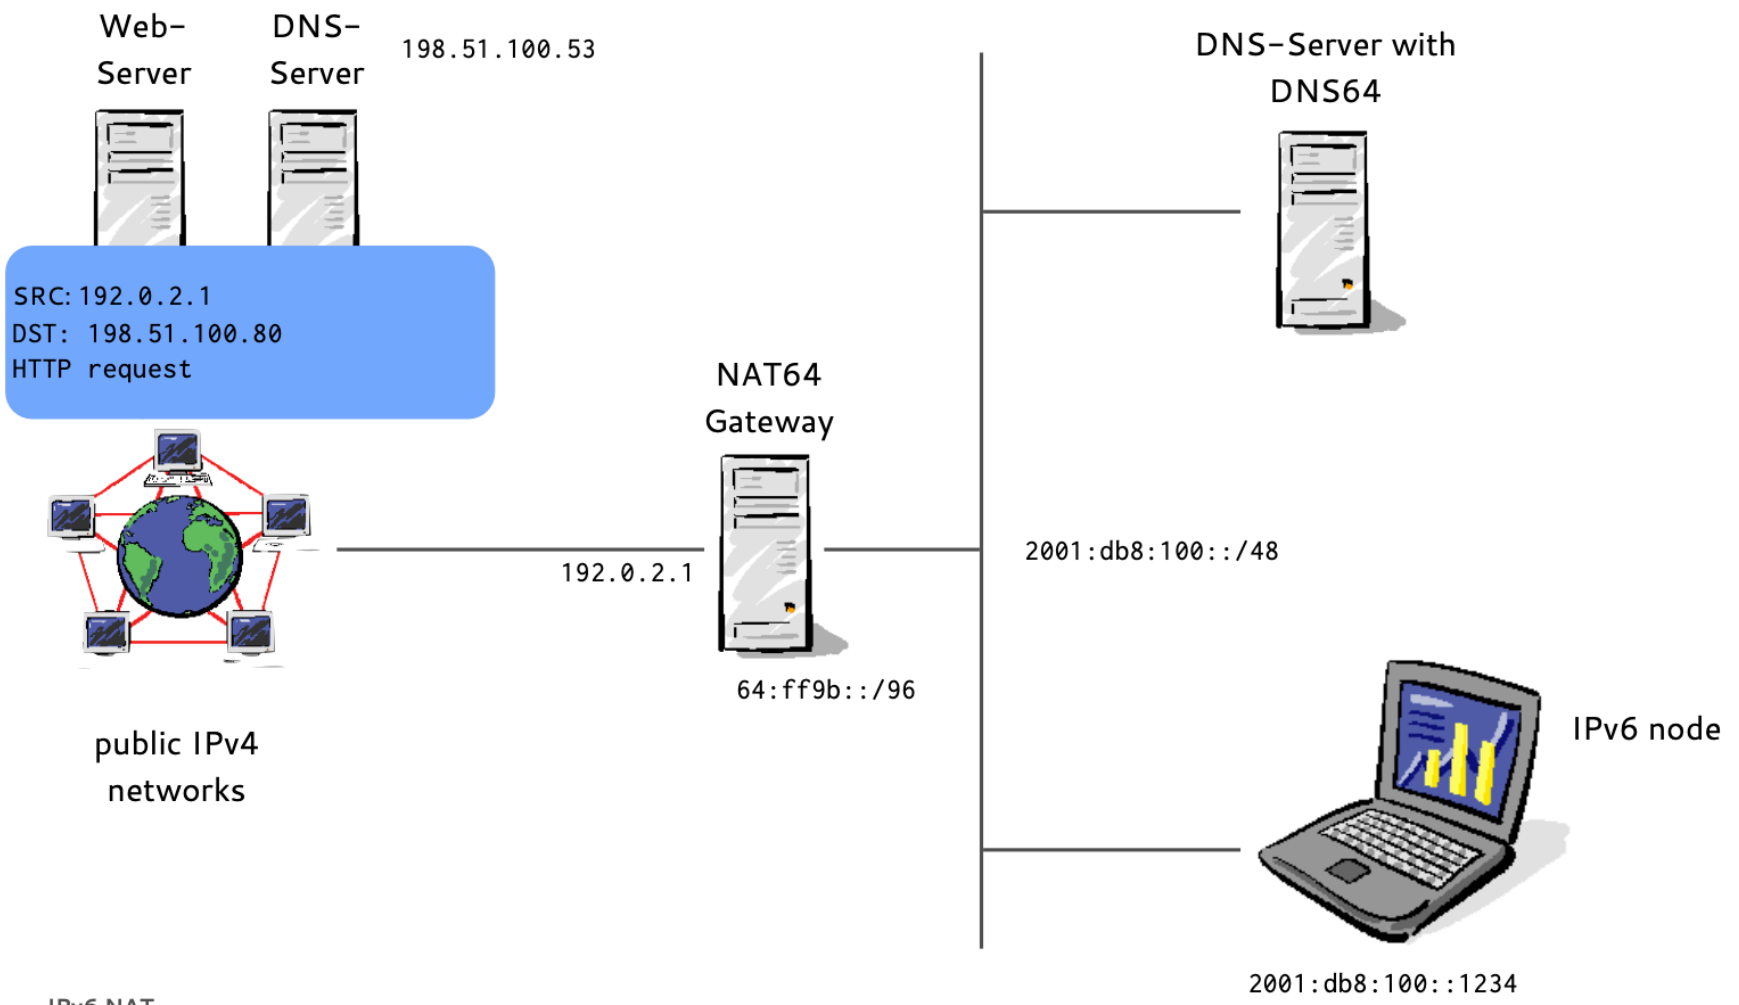 Web-
Server
DNS-
Server
198.51.100.53
DNS-Server with
DNS64
SRC: 192.0.2.1
DST: 198.51.100.80
HTTP request
NAT64
Gateway
192.0.2.1
2001:db8:100::/48
64:ff9b::/96
public IPv4
networks
IPv6 node
2001:db8:100::1234
IPv6 NAT